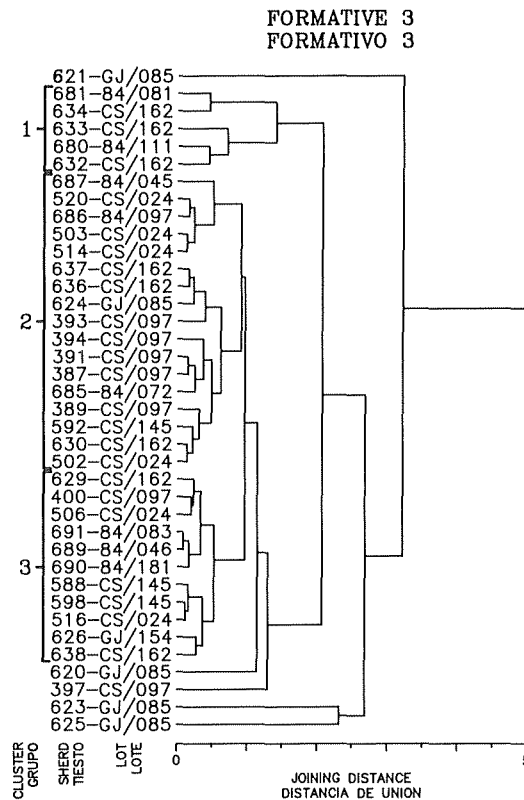 FORMATIVE 3
FORMATIVO 3
621-GJ/085
681-84/081
634-CS/162
1
633-CS/162
680-84/111
632-CS/162
687-84/045
520-CS/024
686-84/097
503-CS/024
514-CS/024
637-CS/162
636-CS/162
624-GJ/085
2
393-CS/097
394-CS/097
391-CS/097
387-CS/097
685-84/072
389-CS/097
592-CS/145
630-CS/162
502-CS/024
629-CS/162
400-CS/097
506-CS/024
691-84/083
689-84/046
3
690-84/181
588-CS/145
598-CS/145
516-CS/024
626-GJ/154
638-CS/162
620-GJ/085
397-CS/097
623-GJ/085
625-GJ/085
CLUSTER
GRUPO
SHERD
TIESTO
LOT
LOTE
0
JOINING DISTANCE
DISTANCIA DE UNION